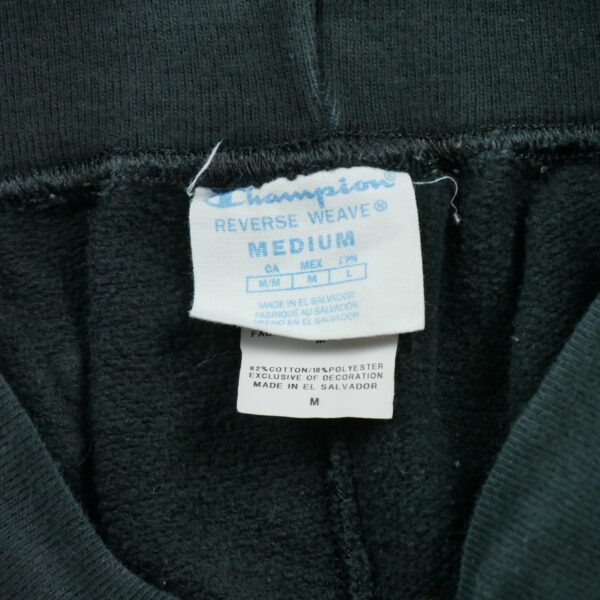 Champion
REVERSE WEAVE®
MEDIUM
CA MEX JPN
M/M M L
MADE IN EL SALVADOR
FABRIQUÉ AU SALVADOR
HECHO EN EL SALVADOR
M
82%COTTON/18%POLYESTER
EXCLUSIVE OF DECORATION
MADE IN EL SALVADOR
M